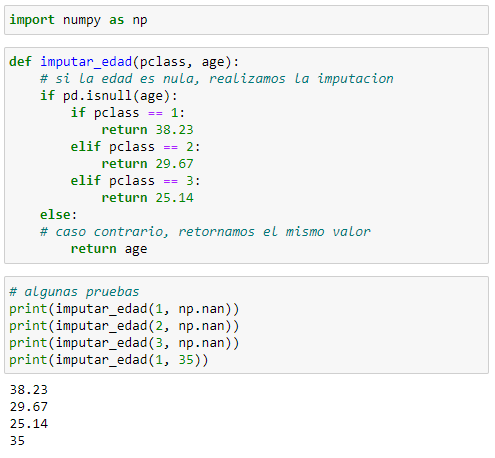 import numpy as np
def imputar_edad(pclass, age):
    # si la edad es nula, realizamos la imputacion
    if pd.isnull(age):
        if pclass == 1:
            return 38.23
        elif pclass == 2:
            return 29.67
        elif pclass == 3:
            return 25.14
    else:
    # caso contrario, retornamos el mismo valor
        return age
# algunas pruebas
print(imputar_edad(1, np.nan))
print(imputar_edad(2, np.nan))
print(imputar_edad(3, np.nan))
print(imputar_edad(1, 35))
38.23
29.67
25.14
35